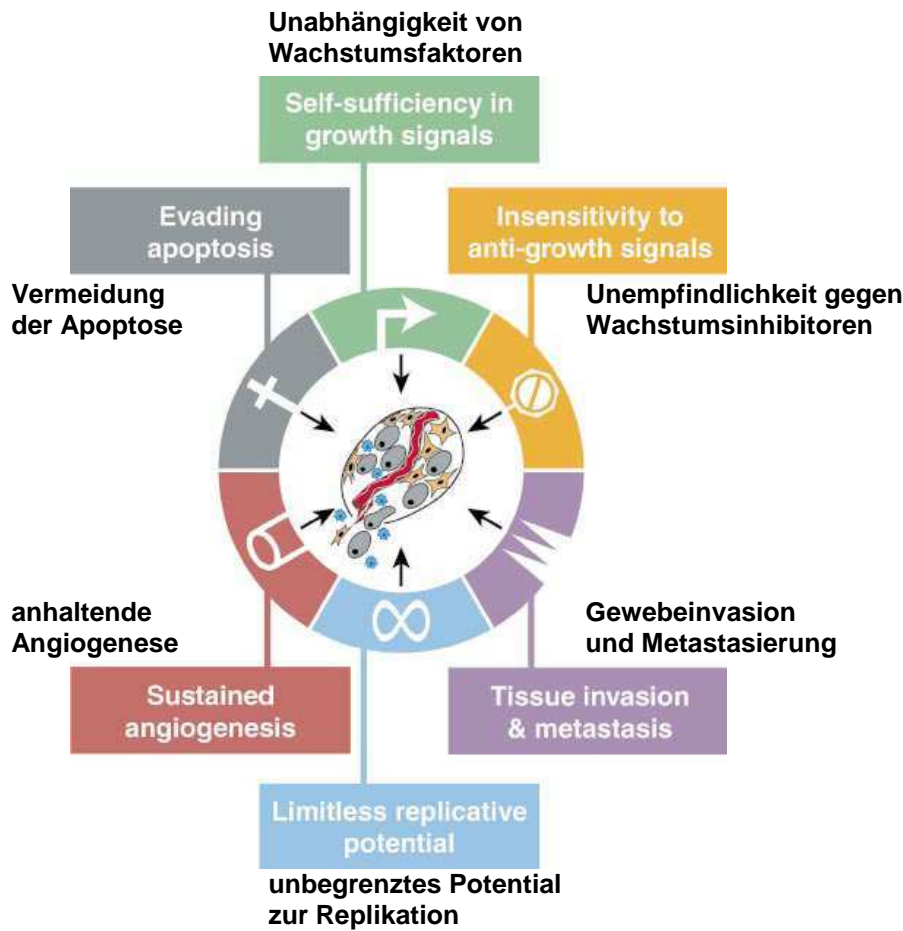 Unabhängigkeit von
Wachstumsfaktoren
Self-sufficiency in
growth signals
Evading
apoptosis
Insensitivity to
anti-growth signals
Vermeidung
der Apoptose
Unempfindlichkeit gegen
Wachstumsinhibitoren
anhaltende
Angiogenese
Gewebeinvasion
und Metastasierung
Sustained
angiogenesis
Tissue invasion
& metastasis
Limitless replicative
potential
unbegrenztes Potential
zur Replikation